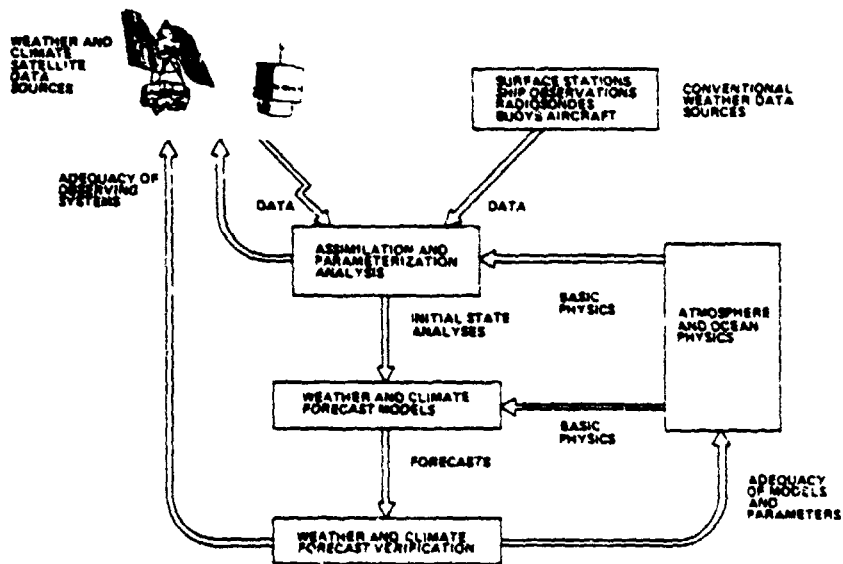 WEATHER AND
CLIMATE
SATELLITE
DATA
SOURCES
SURFACE STATIONS
SHIP OBSERVATIONS
RADIOSONDES
BUOYS AIRCRAFT
CONVENTIONAL
WEATHER DATA
SOURCES
ADEQUACY OF
OBSERVING
SYSTEMS
DATA
DATA
ASSIMILATION AND
PARAMETERIZATION
ANALYSIS
BASIC
PHYSICS
ATMOSPHERE
AND OCEAN
PHYSICS
INITIAL STATE
ANALYSES
WEATHER AND CLIMATE
FORECAST MODELS
BASIC
PHYSICS
FORECASTS
ADEQUACY
OF MODELS
AND
PARAMETERS
WEATHER AND CLIMATE
FORECAST VERIFICATION